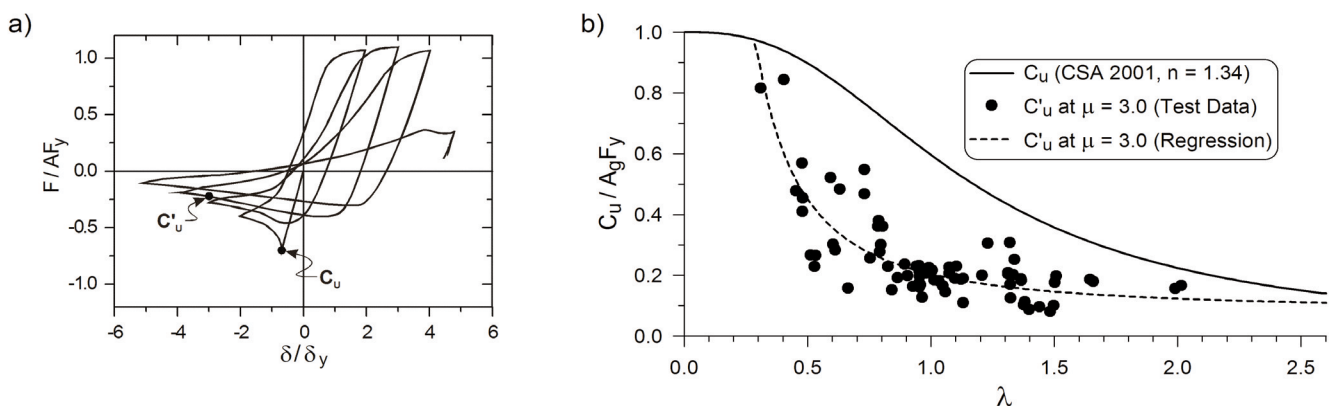 a)
F/AFy
1.0
0.5
0.0
-0.5
-1.0
C'u
Cu
-6 -4 -2 0 2 4 6
δ/δy
b)
Cu / AgFy
1.0
0.8
0.6
0.4
0.2
0.0
Cu (CSA 2001, n = 1.34)
C'u at μ = 3.0 (Test Data)
C'u at μ = 3.0 (Regression)
0.0 0.5 1.0 1.5 2.0 2.5
λ